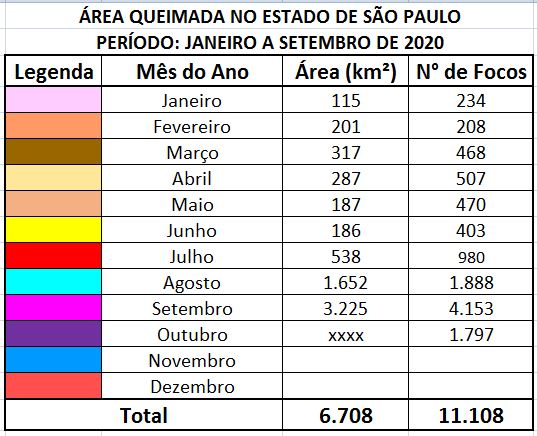 ÁREA QUEIMADA NO ESTADO DE SÃO PAULO
PERÍODO: JANEIRO A SETEMBRO DE 2020
Legenda Mês do Ano Área (km²) N° de Focos
Janeiro 115 234
Fevereiro 201 208
Março 317 468
Abril 287 507
Maio 187 470
Junho 186 403
Julho 538 980
Agosto 1.652 1.888
Setembro 3.225 4.153
Outubro xxxx 1.797
Novembro
Dezembro
Total 6.708 11.108